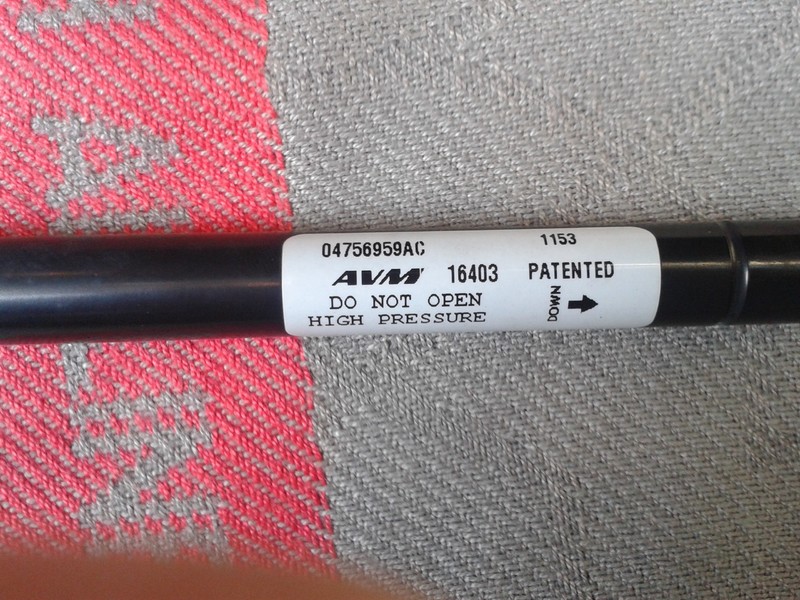 04756959AC 1153
AVM 16403 PATENTED
DO NOT OPEN
HIGH PRESSURE
DOWN